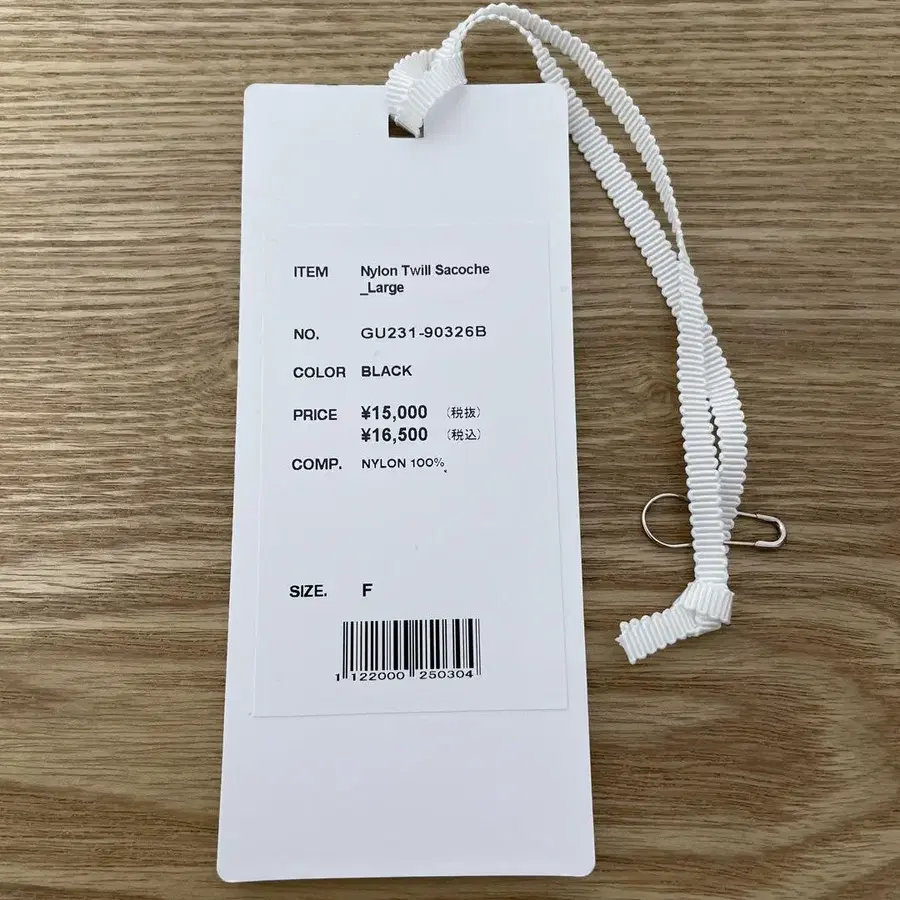 ITEM Nylon Twill Sacoche
_Large
NO. GU231-90326B
COLOR BLACK
PRICE ¥15,000 (税抜)
¥16,500 (税込)
COMP. NYLON 100%
SIZE. F
1 122000 250304